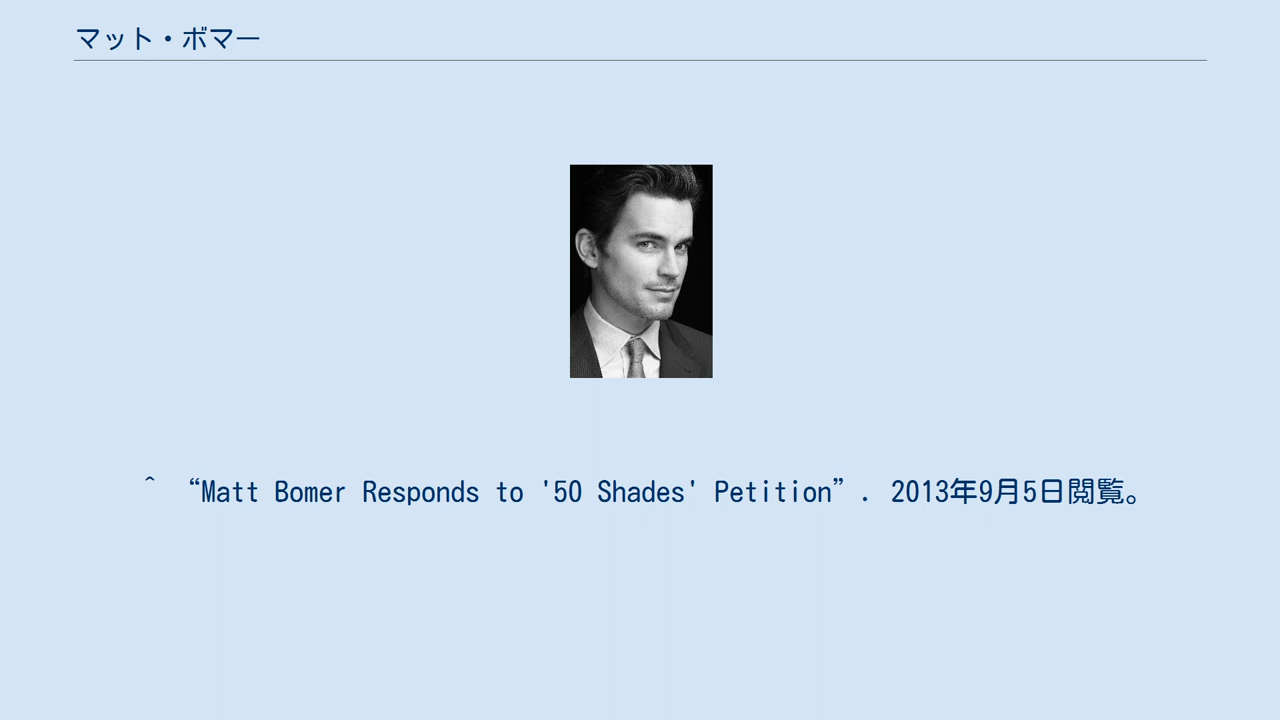 マット・ボマー
^ “Matt Bomer Responds to '50 Shades' Petition”. 2013年9月5日閲覧。